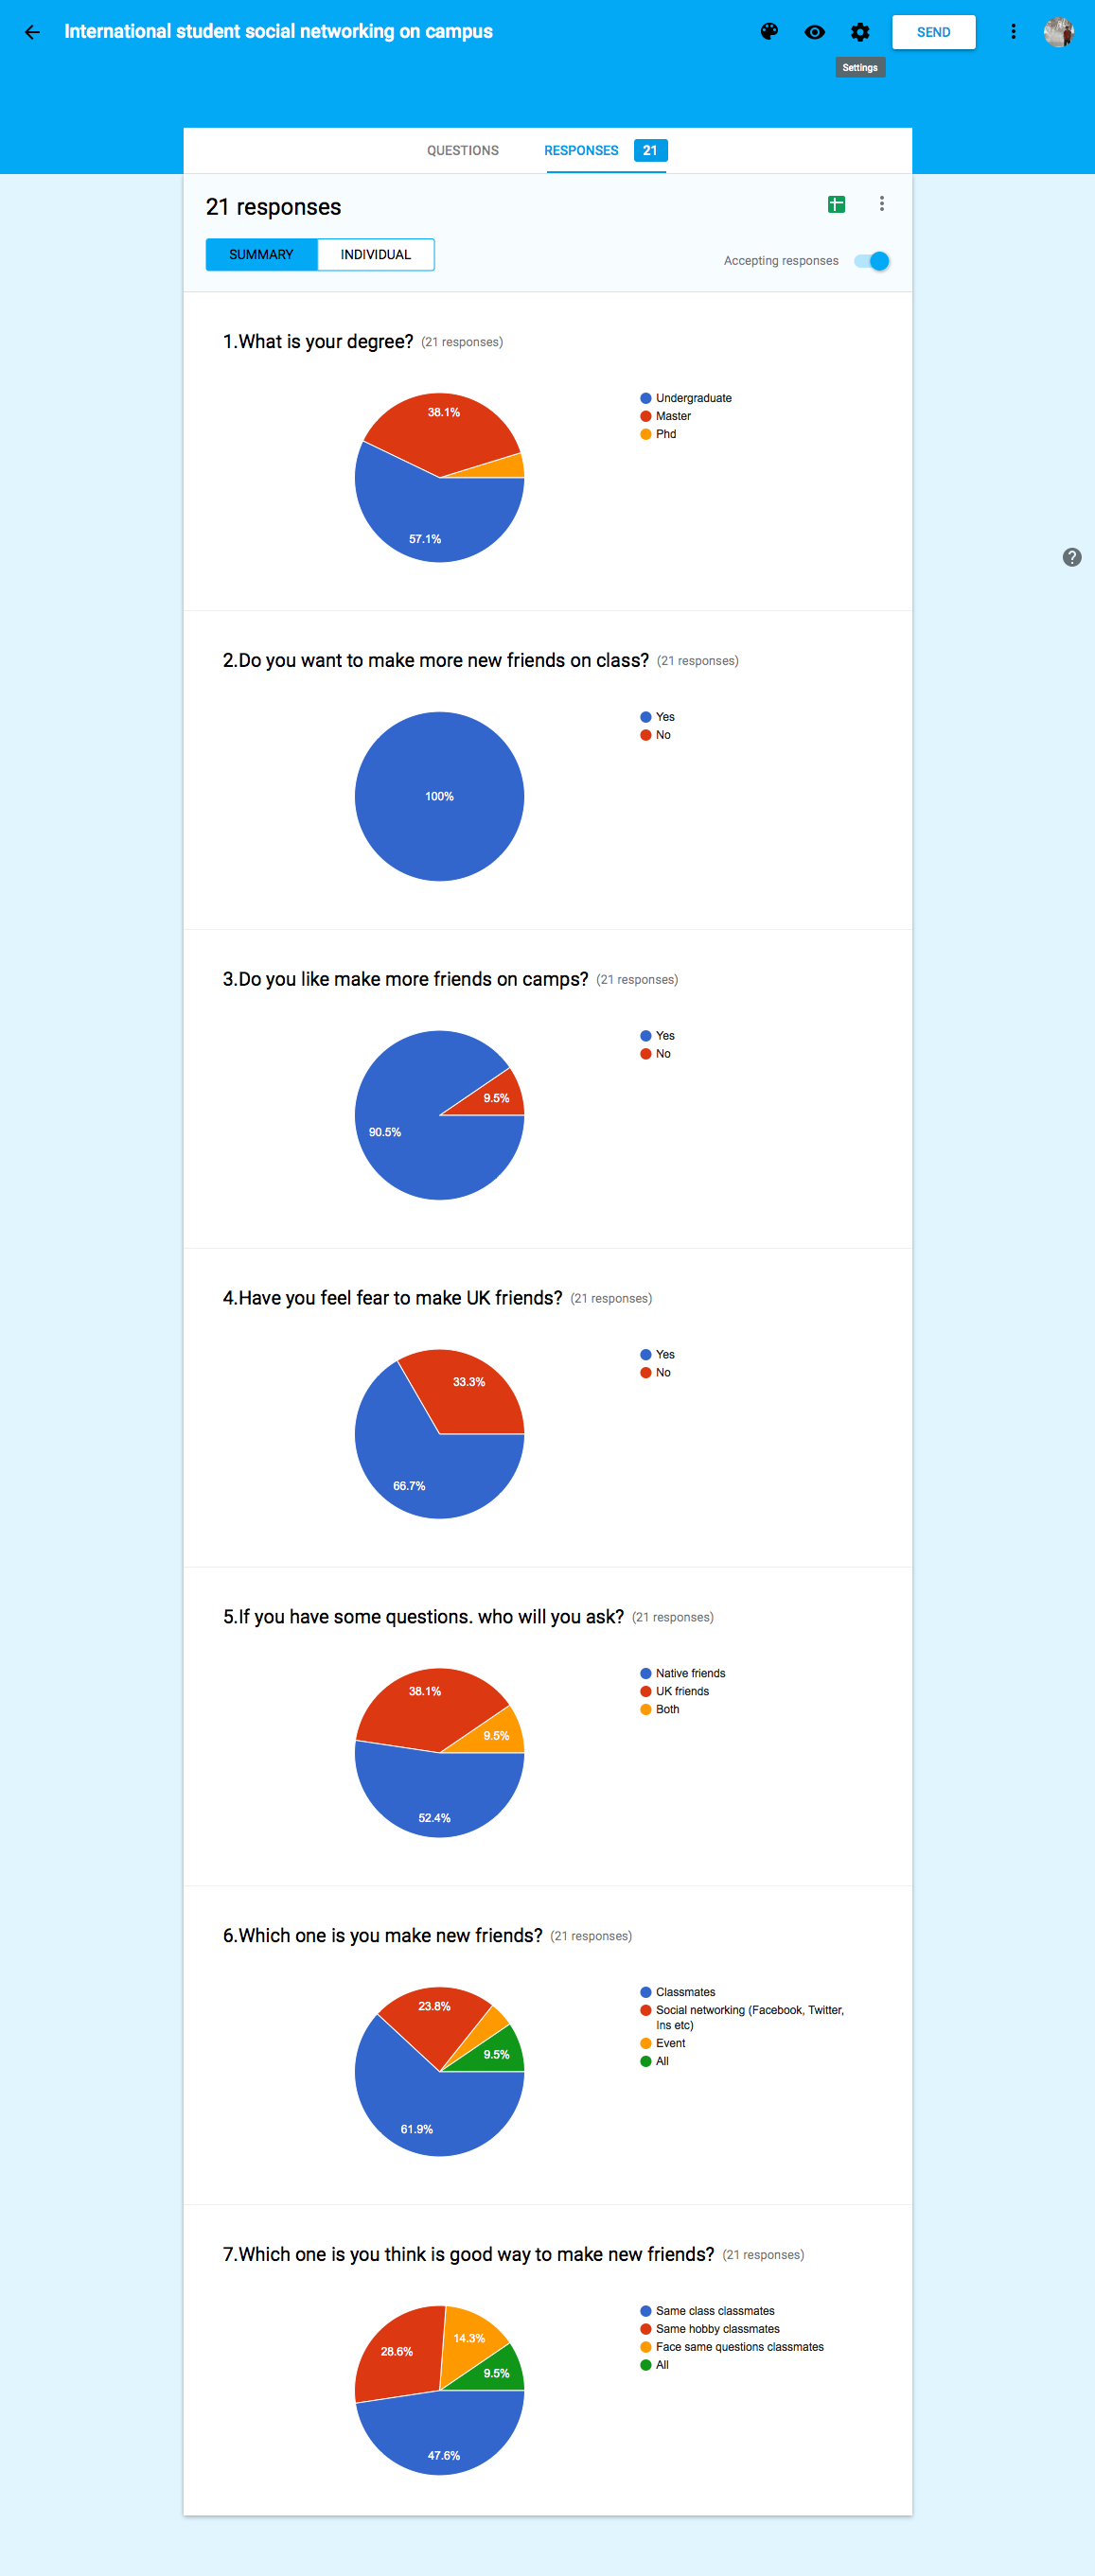 International student social networking on campus
SEND
Settings
QUESTIONS
RESPONSES 21
21 responses
SUMMARY
INDIVIDUAL
Accepting responses
1.What is your degree? (21 responses)
38.1%
57.1%
Undergraduate
Master
Phd
2.Do you want to make more new friends on class? (21 responses)
100%
Yes
No
3.Do you like make more friends on camps? (21 responses)
9.5%
90.5%
Yes
No
4.Have you feel fear to make UK friends? (21 responses)
33.3%
66.7%
Yes
No
5.If you have some questions. who will you ask? (21 responses)
38.1%
9.5%
52.4%
Native friends
UK friends
Both
6.Which one is you make new friends? (21 responses)
23.8%
9.5%
61.9%
Classmates
Social networking (Facebook, Twitter,
Ins etc)
Event
All
7.Which one is you think is good way to make new friends? (21 responses)
14.3%
28.6%
9.5%
47.6%
Same class classmates
Same hobby classmates
Face same questions classmates
All